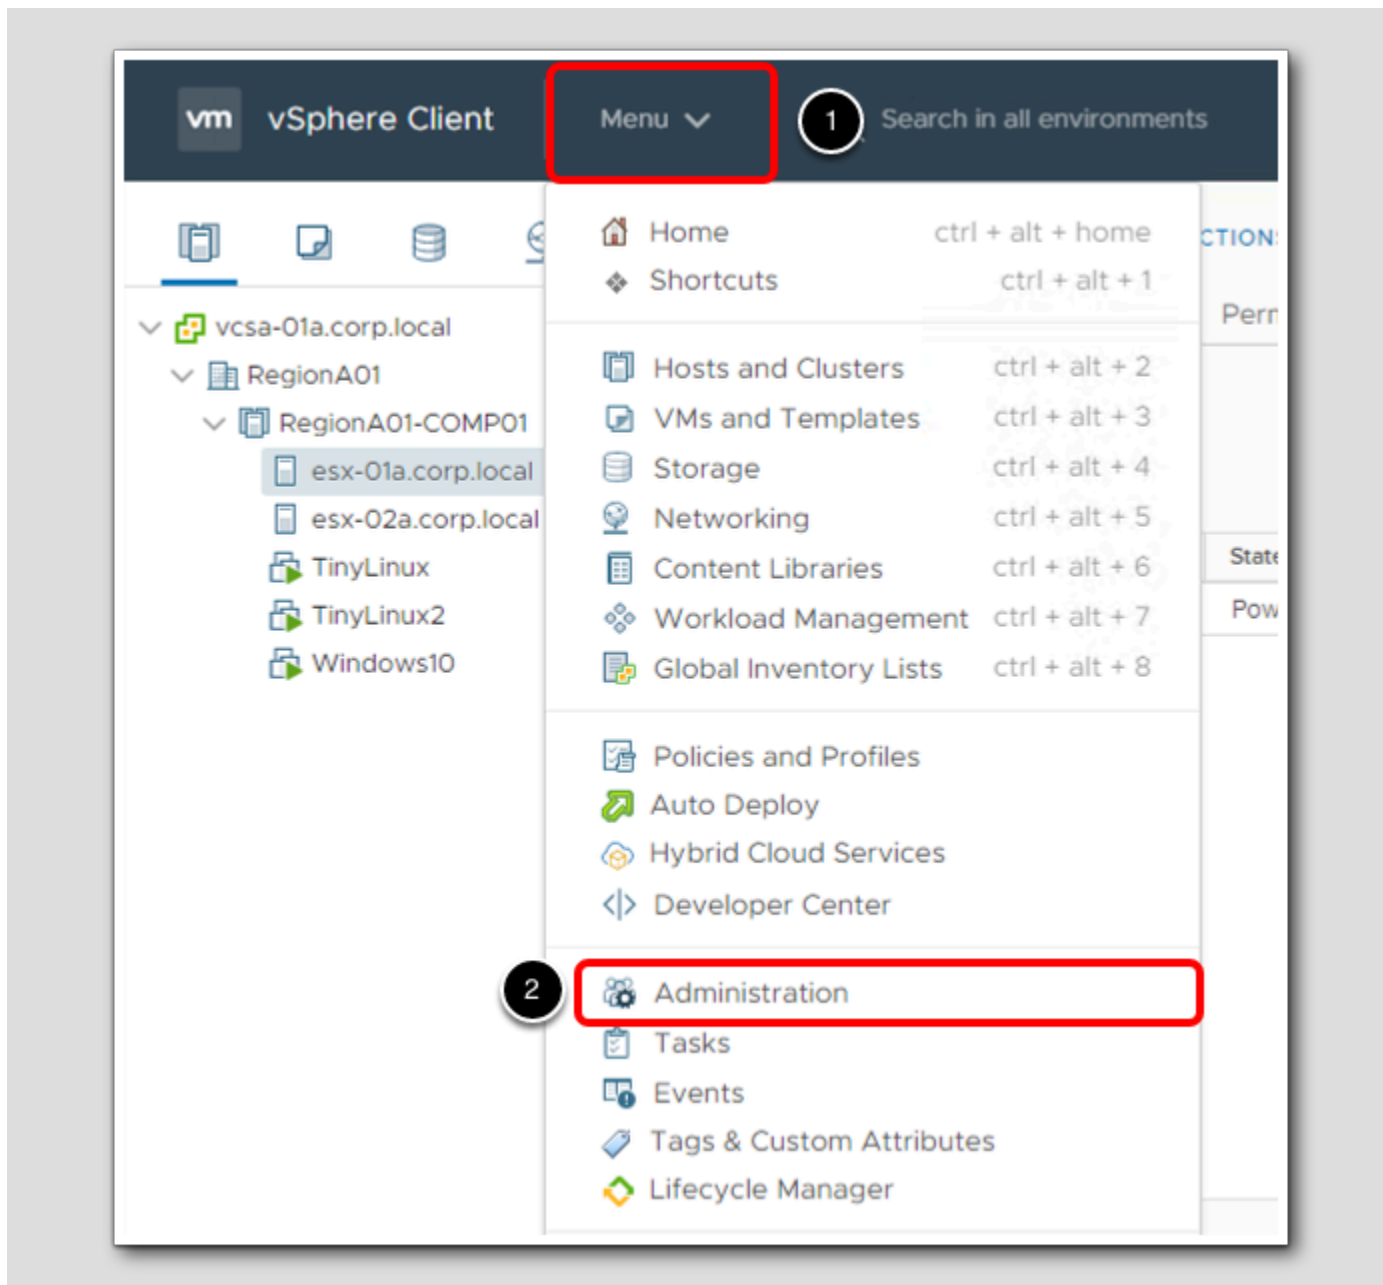 vm vSphere Client Menu 1 Search in all environments
Home ctrl + alt + home
Shortcuts ctrl + alt + 1
vcsa-01a.corp.local
RegionA01
RegionA01-COMP01
esx-01a.corp.local
esx-02a.corp.local
TinyLinux
TinyLinux2
Windows10
Hosts and Clusters ctrl + alt + 2
VMs and Templates ctrl + alt + 3
Storage ctrl + alt + 4
Networking ctrl + alt + 5
Content Libraries ctrl + alt + 6
Workload Management ctrl + alt + 7
Global Inventory Lists ctrl + alt + 8
Policies and Profiles
Auto Deploy
Hybrid Cloud Services
Developer Center
2 Administration
Tasks
Events
Tags & Custom Attributes
Lifecycle Manager